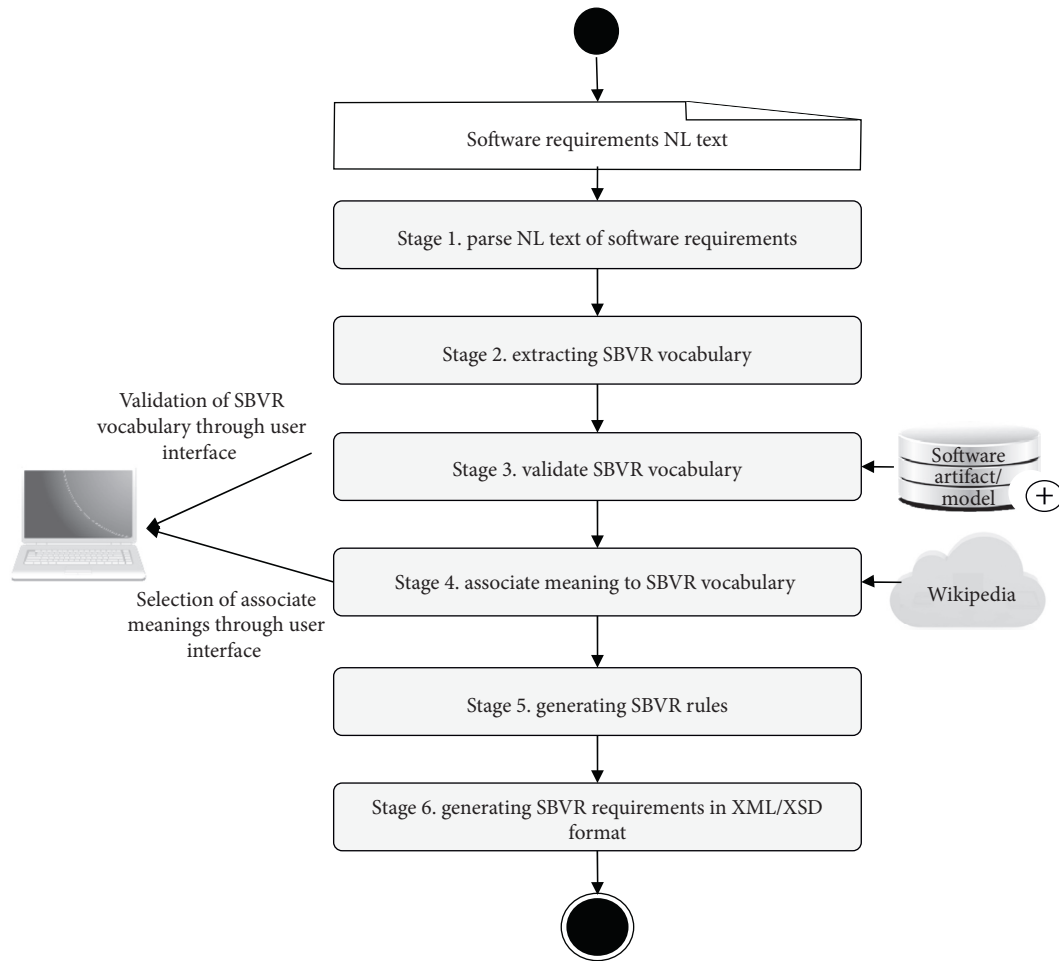 Software requirements NL text
Stage 1. parse NL text of software requirements
Stage 2. extracting SBVR vocabulary
Validation of SBVR
vocabulary through user
interface
Stage 3. validate SBVR vocabulary
Software
artifact/
model
+
Stage 4. associate meaning to SBVR vocabulary
Wikipedia
Selection of associate
meanings through user
interface
Stage 5. generating SBVR rules
Stage 6. generating SBVR requirements in XML/XSD
format